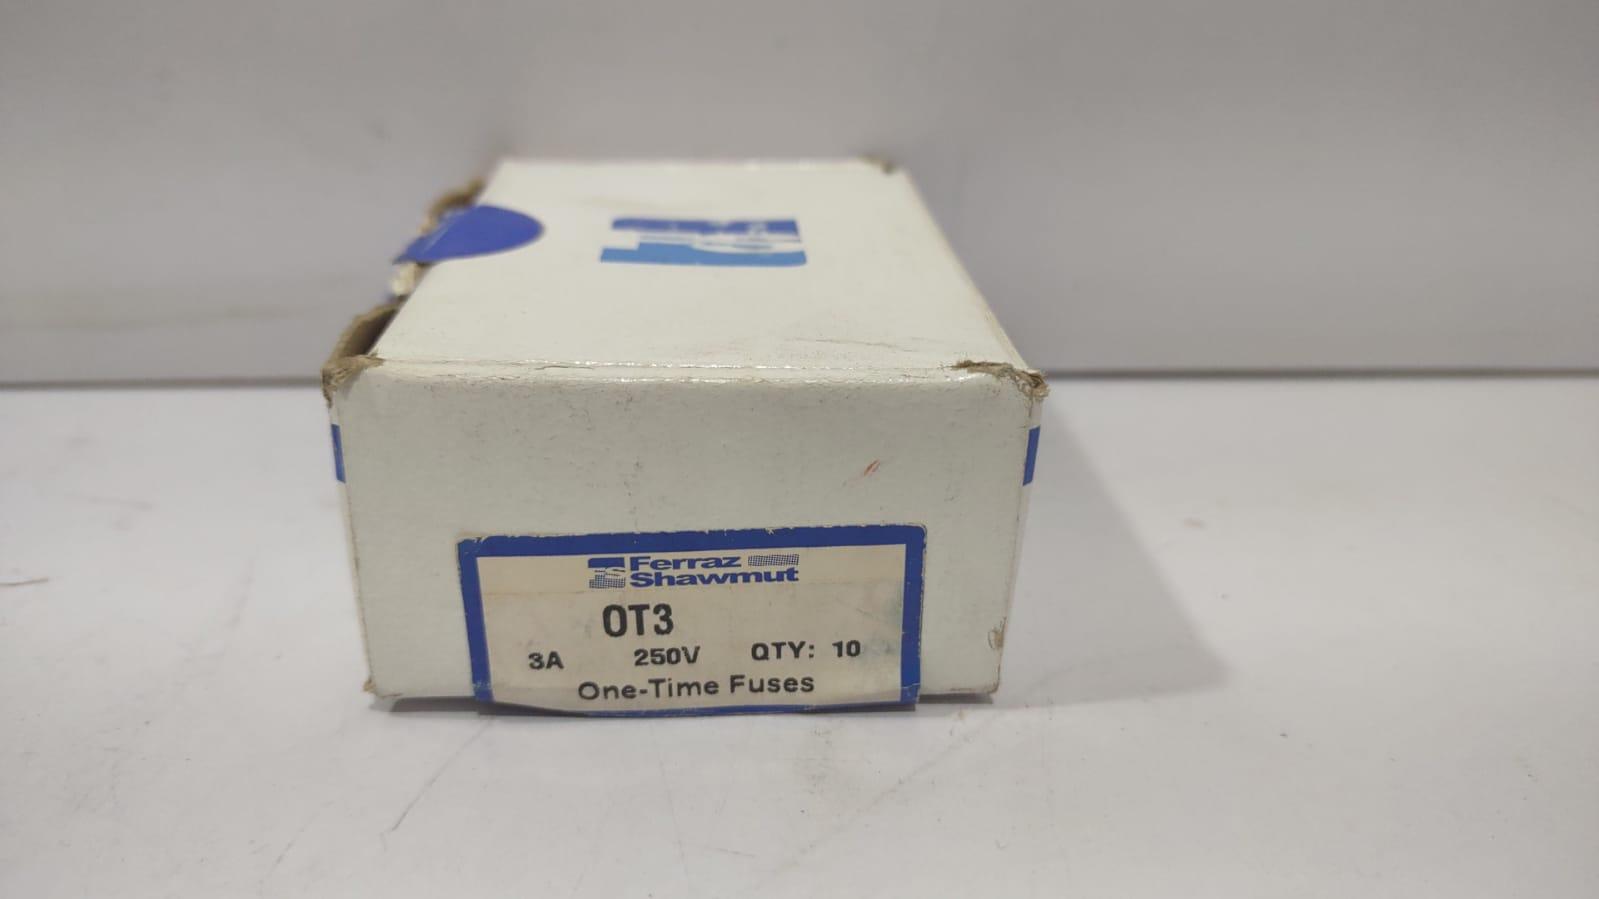 Ferraz
Shawmut
OT3
3A 250V QTY: 10
One-Time Fuses